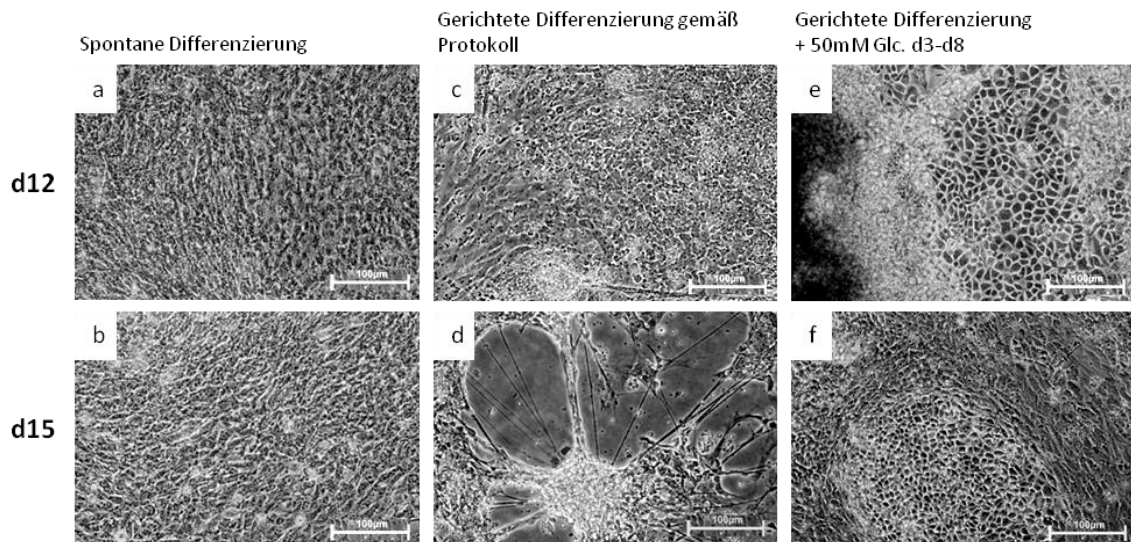 Spontane Differenzierung
Gerichtete Differenzierung gemäß
Protokoll
Gerichtete Differenzierung
+ 50mM Glc. d3-d8
d12
a
100µm
c
100µm
e
100µm
d15
b
100µm
d
100µm
f
100µm